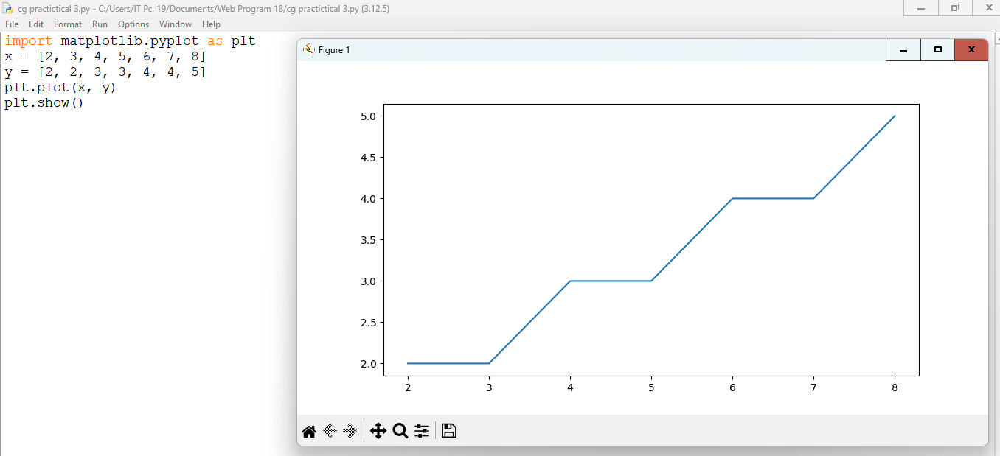 cg practictical 3.py - C:/Users/IT Pc. 19/Documents/Web Program 18/cg practictical 3.py (3.12.5)
File Edit Format Run Options Window Help
import matplotlib.pyplot as plt
x = [2, 3, 4, 5, 6, 7, 8]
y = [2, 2, 3, 3, 4, 4, 5]
plt.plot(x, y)
plt.show()
Figure 1
5.0
4.5
4.0
3.5
3.0
2.5
2.0
2 3 4 5 6 7 8